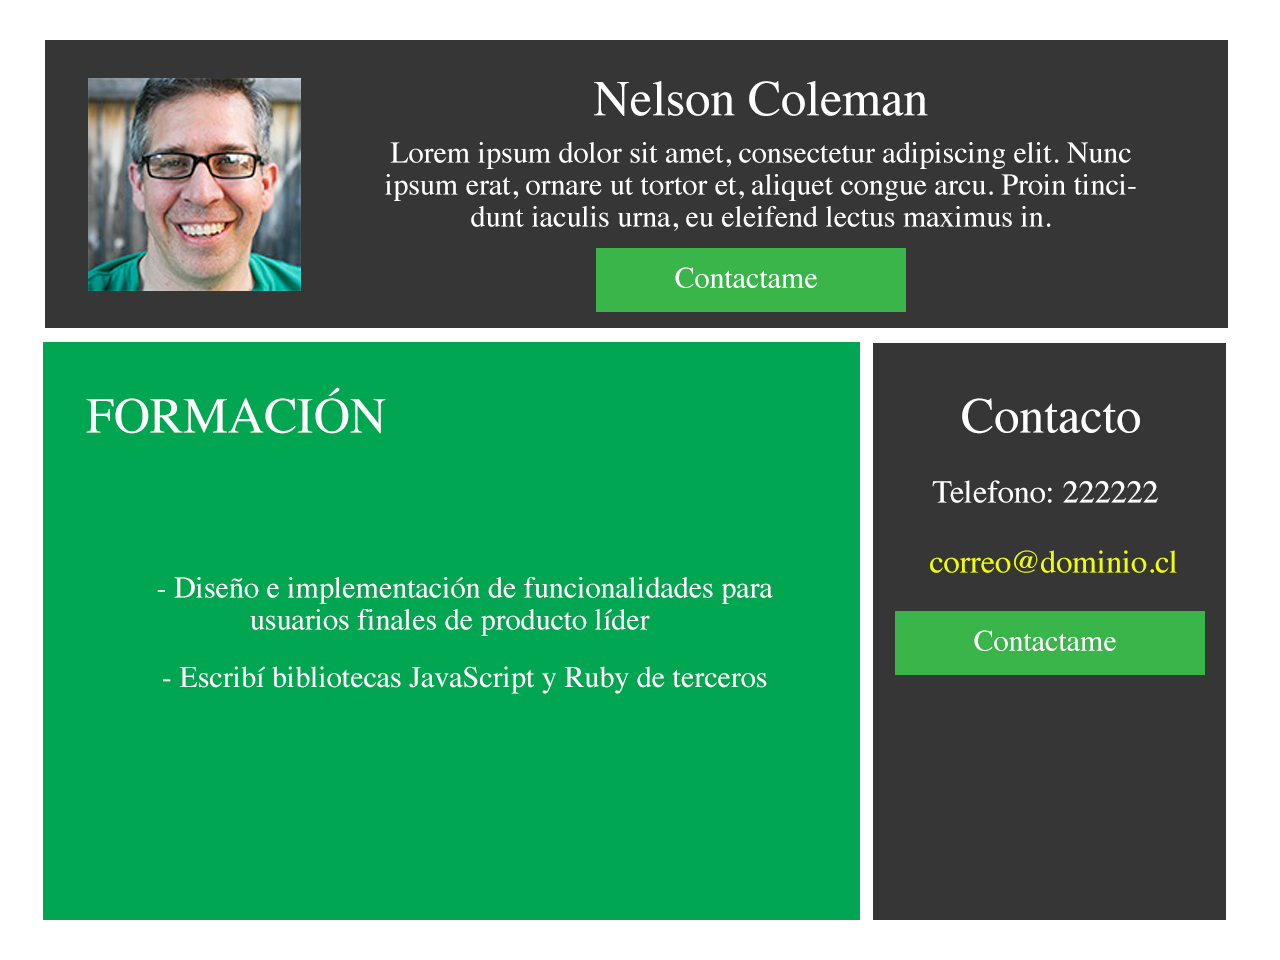 Nelson Coleman
Lorem ipsum dolor sit amet, consectetur adipiscing elit. Nunc
ipsum erat, ornare ut tortor et, aliquet congue arcu. Proin tinci-
dunt iaculis urna, eu eleifend lectus maximus in.
Contactame
FORMACIÓN
- Diseño e implementación de funcionalidades para
usuarios finales de producto líder
- Escribí bibliotecas JavaScript y Ruby de terceros
Contacto
Telefono: 222222
correo@dominio.cl
Contactame